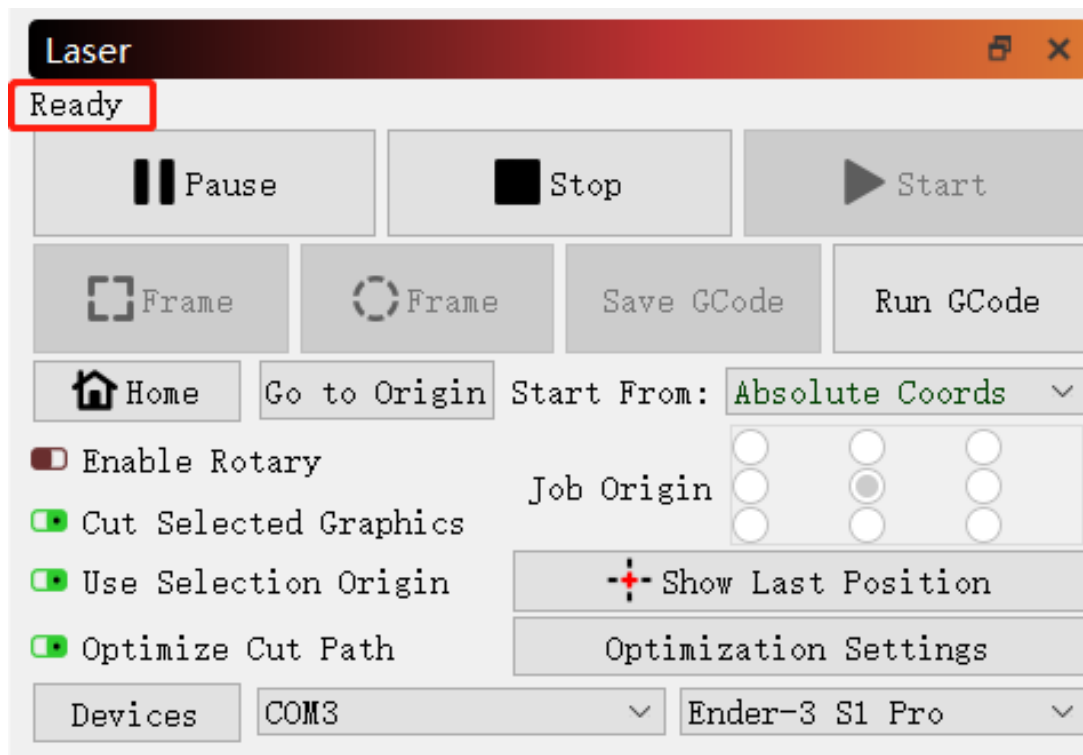 Laser
Ready
Pause Stop Start
Frame Frame Save GCode Run GCode
Home Go to Origin Start From: Absolute Coords
Enable Rotary
Job Origin
Cut Selected Graphics
Use Selection Origin Show Last Position
Optimize Cut Path Optimization Settings
Devices COM3 Ender-3 S1 Pro